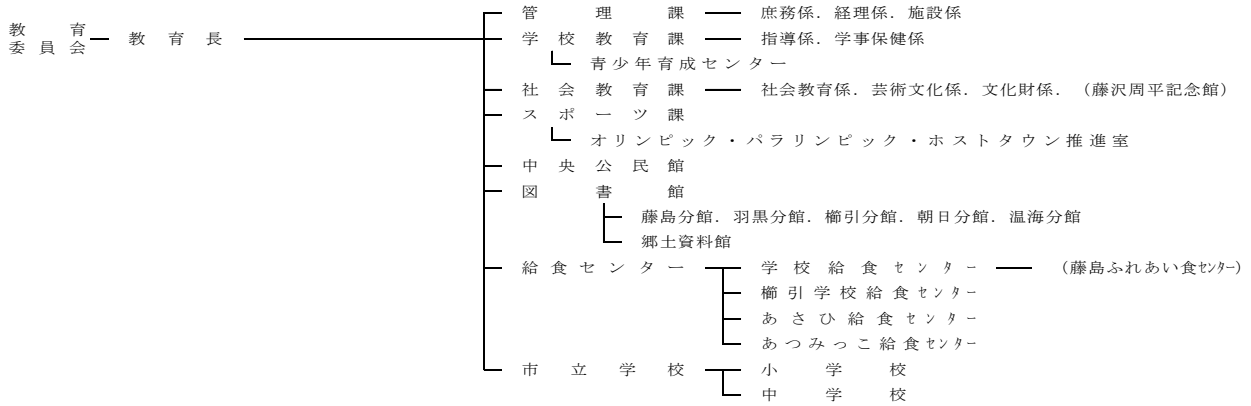 管理課 庶務係．経理係．施設係
教育委員会 教育長 学校教育課 指導係．学事保健係
青少年育成センター
社会教育課 社会教育係．芸術文化係．文化財係．（藤沢周平記念館）
スポーツ課
オリンピック・パラリンピック・ホストタウン推進室
中央公民館
図書館
藤島分館．羽黒分館．櫛引分館．朝日分館．温海分館
郷土資料館
給食センター 学校給食センター （藤島ふれあい食センター）
櫛引学校給食センター
あさひ給食センター
あつみっこ給食センター
市立学校 小学校
中学校